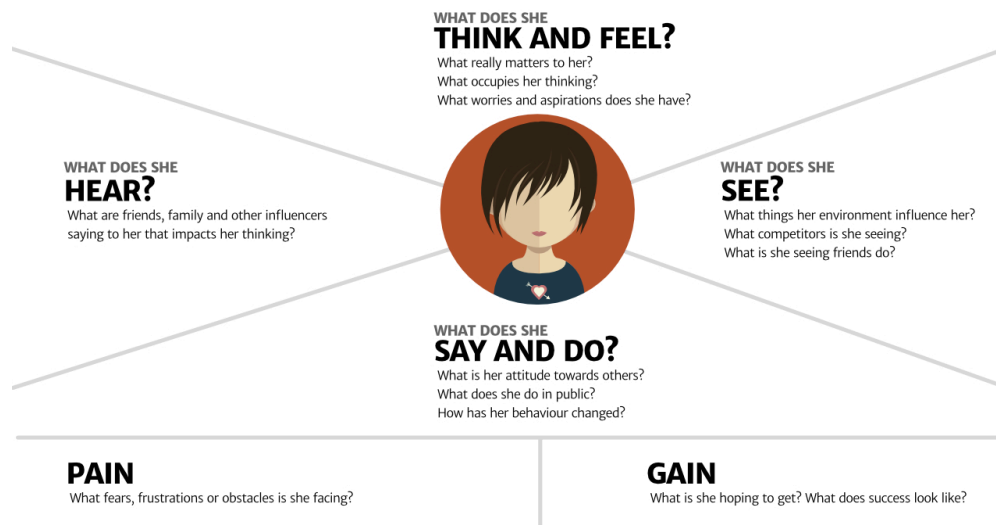 WHAT DOES SHE
THINK AND FEEL?
What really matters to her?
What occupies her thinking?
What worries and aspirations does she have?
WHAT DOES SHE
HEAR?
What are friends, family and other influencers
saying to her that impacts her thinking?
WHAT DOES SHE
SEE?
What things her environment influence her?
What competitors is she seeing?
What is she seeing friends do?
WHAT DOES SHE
SAY AND DO?
What is her attitude towards others?
What does she do in public?
How has her behaviour changed?
PAIN
What fears, frustrations or obstacles is she facing?
GAIN
What is she hoping to get? What does success look like?